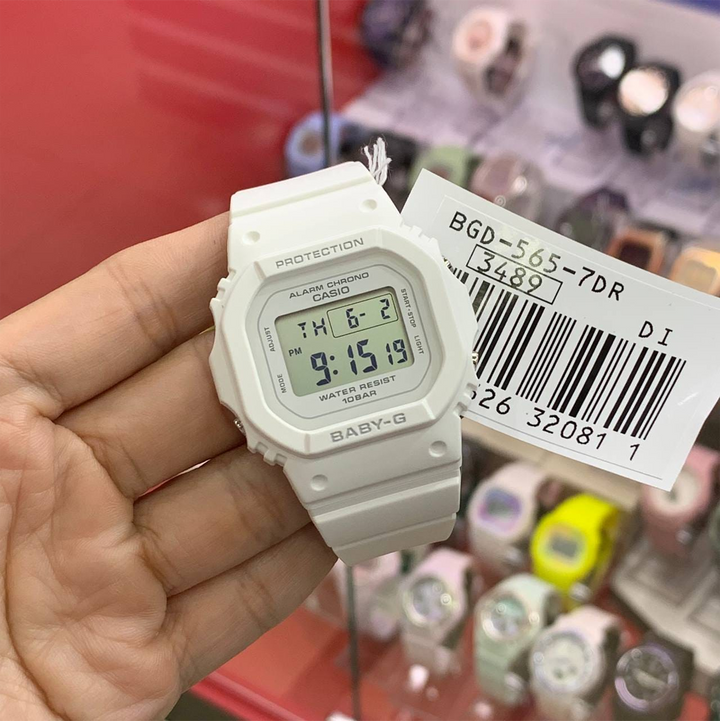 PROTECTION
ALARM CHRONO
CASIO
ADJUST
START·STOP
TH 6- 2
PM 9:15 19
MODE
LIGHT
WATER RESIST
10BAR
BABY-G
BGD-565-7DR
3489
DI
26 32081 1